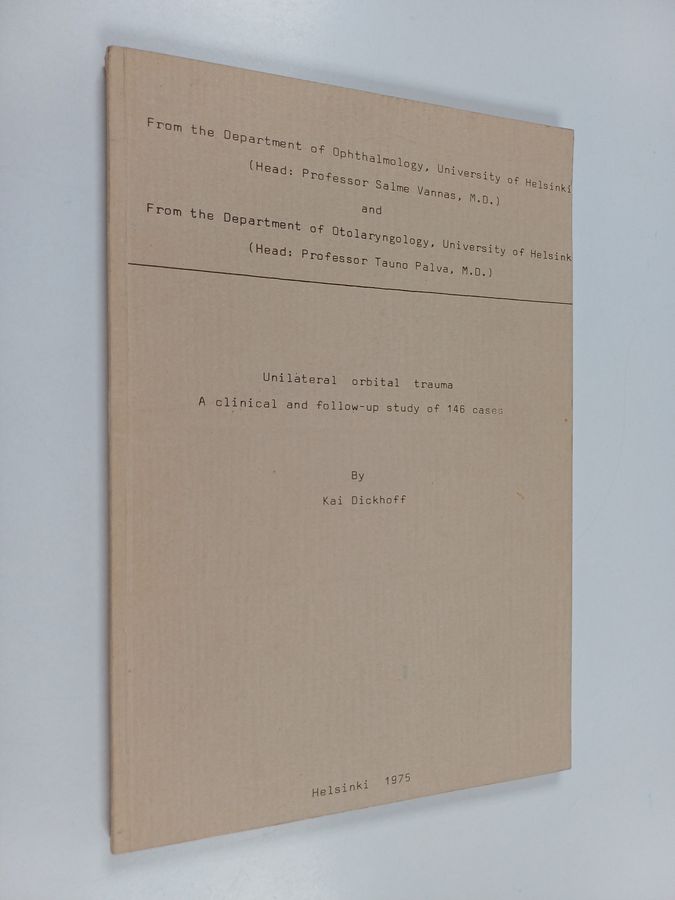 From the Department of Ophthalmology, University of Helsinki
(Head: Professor Salme Vannas, M.D.)
and
From the Department of Otolaryngology, University of Helsink
(Head: Professor Tauno Palva, M.D.)
Unilateral orbital trauma
A clinical and follow-up study of 146 cases
By
Kai Dickhoff
Helsinki 1975